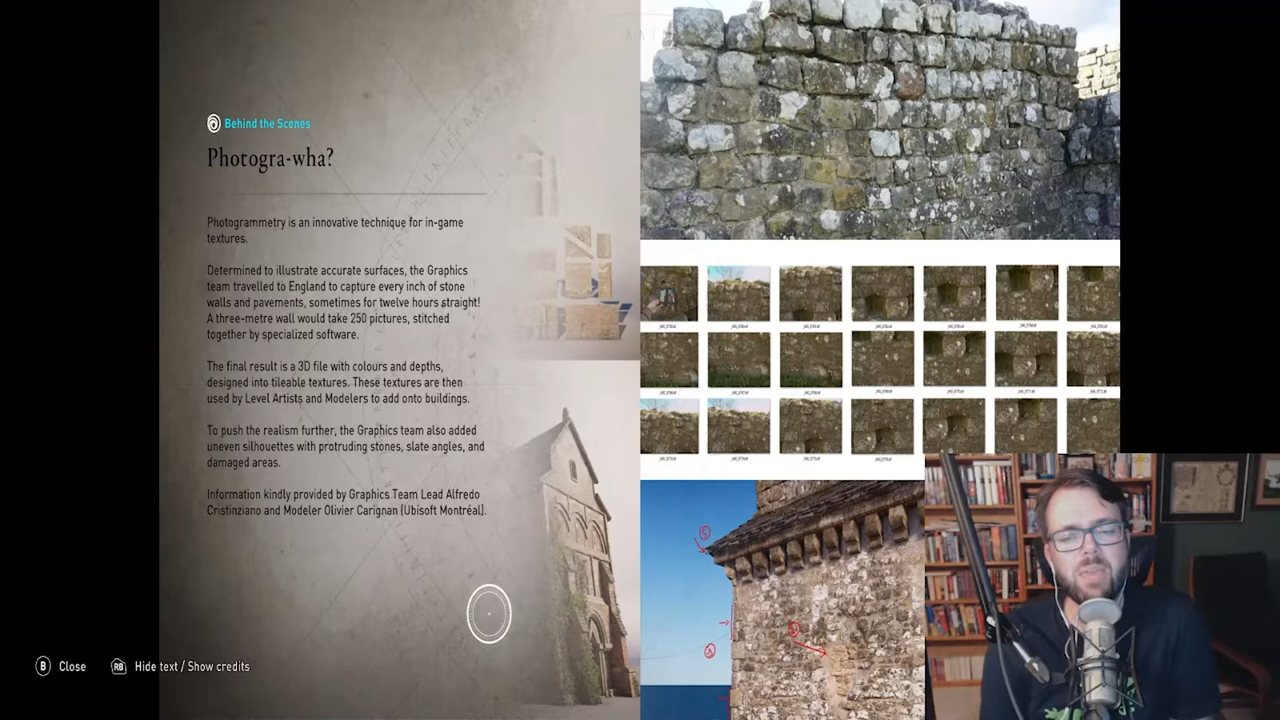 Behind the Scenes
Photogra-wha?
Photogrammetry is an innovative technique for in-game
textures.
Determined to illustrate accurate surfaces, the Graphics
team travelled to England to capture every inch of stone
walls and pavements, sometimes for twelve hours straight!
A three-metre wall would take 250 pictures, stitched
together by specialized software.
The final result is a 3D file with colours and depths,
designed into tileable textures. These textures are then
used by Level Artists and Modelers to add onto buildings.
To push the realism further, the Graphics team also added
uneven silhouettes with protruding stones, slate angles, and
damaged areas.
Information kindly provided by Graphics Team Lead Alfredo
Cristinziano and Modeler Olivier Carignan (Ubisoft Montréal).
B Close
RB Hide text / Show credits